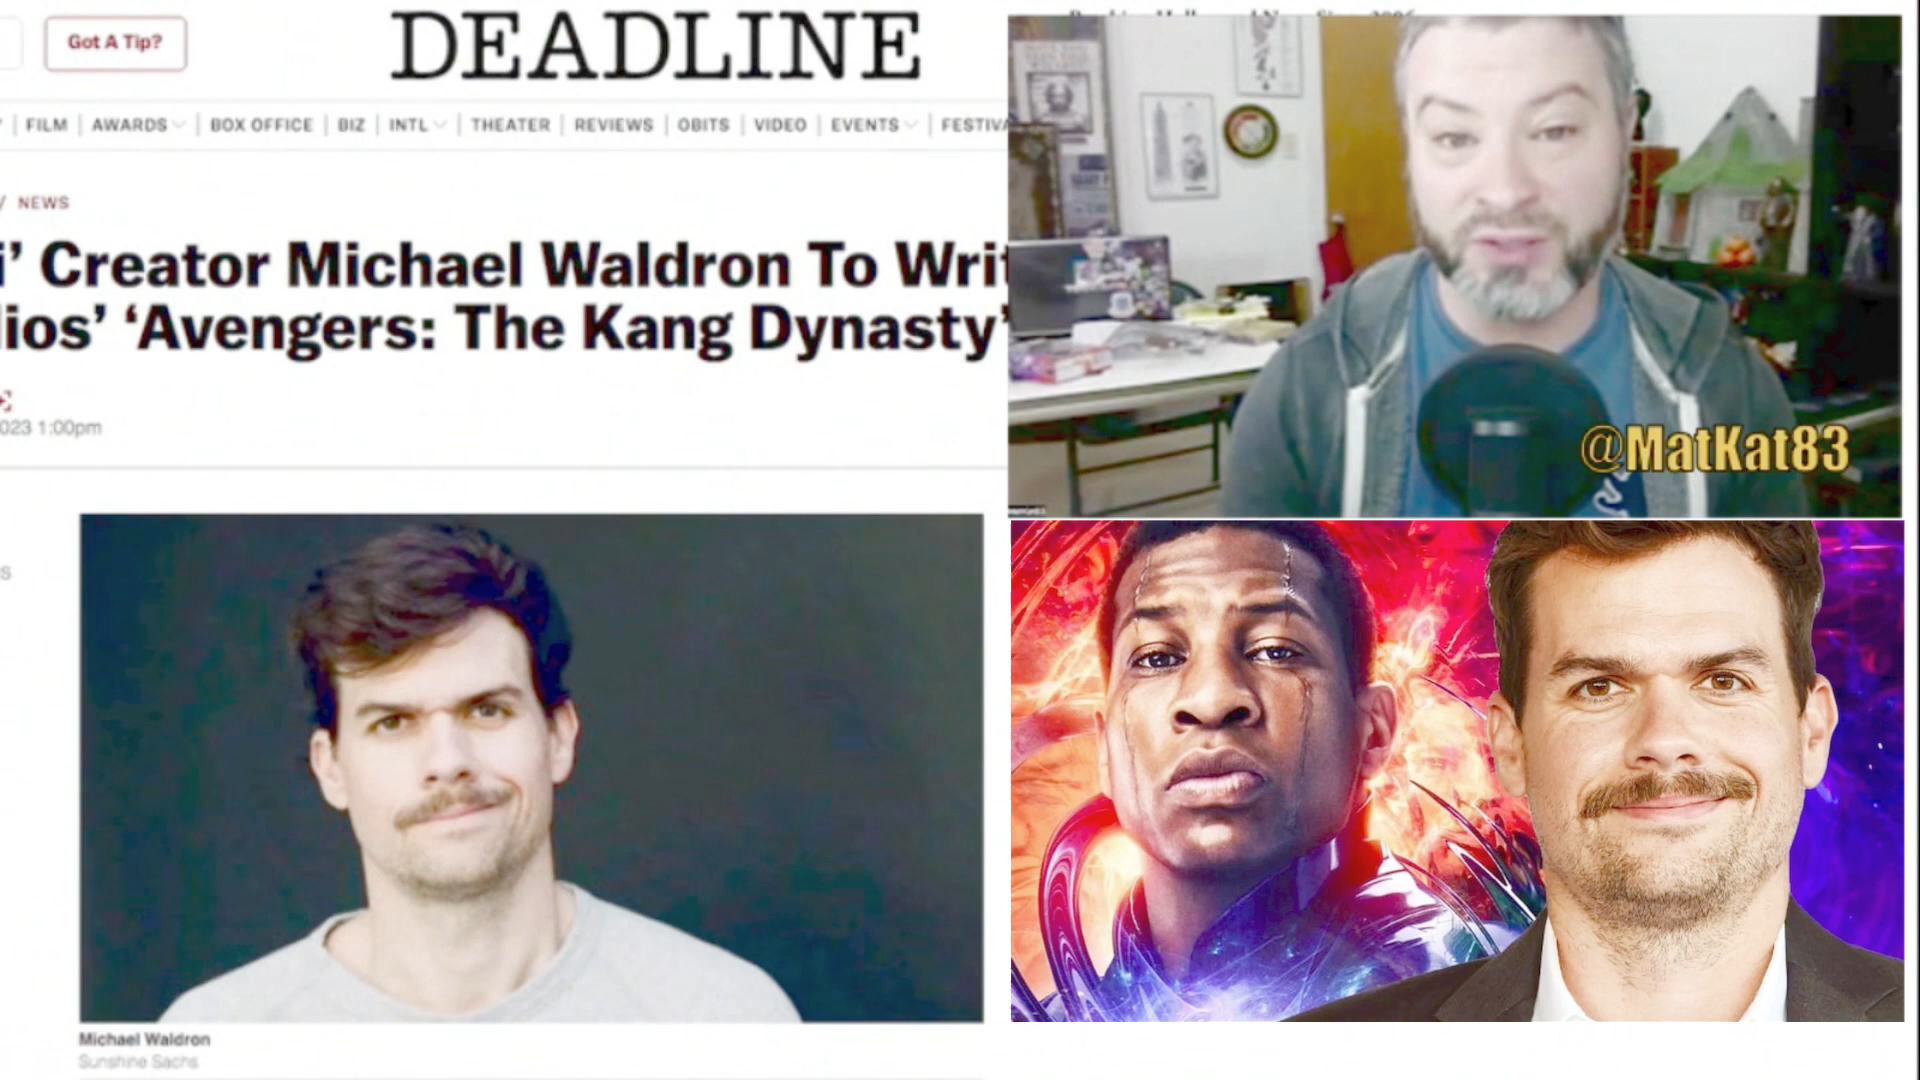 Got A Tip?
DEADLINE
FILM
AWARDS
BOX OFFICE
BIZ
INTL
THEATER
REVIEWS
OBITS
VIDEO
EVENTS
FESTIVA
/ NEWS
i’ Creator Michael Waldron To Writ
lios’ ‘Avengers: The Kang Dynasty’
023 1:00pm
s
Michael Waldron
Sunshine Sachs
@MatKat83